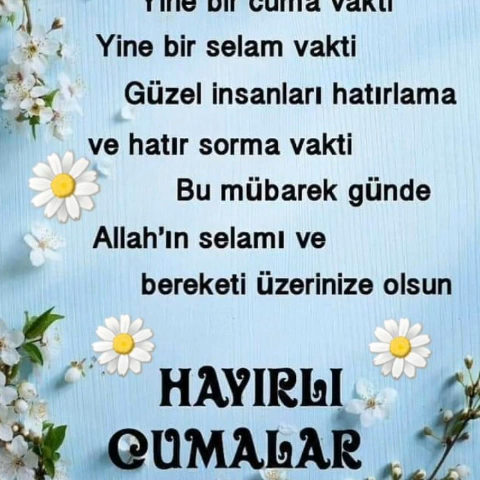 Yine bir cuma vakti
Yine bir selam vakti
Güzel insanları hatırlama
ve hatır sorma vakti
Bu mübarek günde
Allah'ın selamı ve
bereketi üzerinize olsun
HAYIRLI
CUMALAR